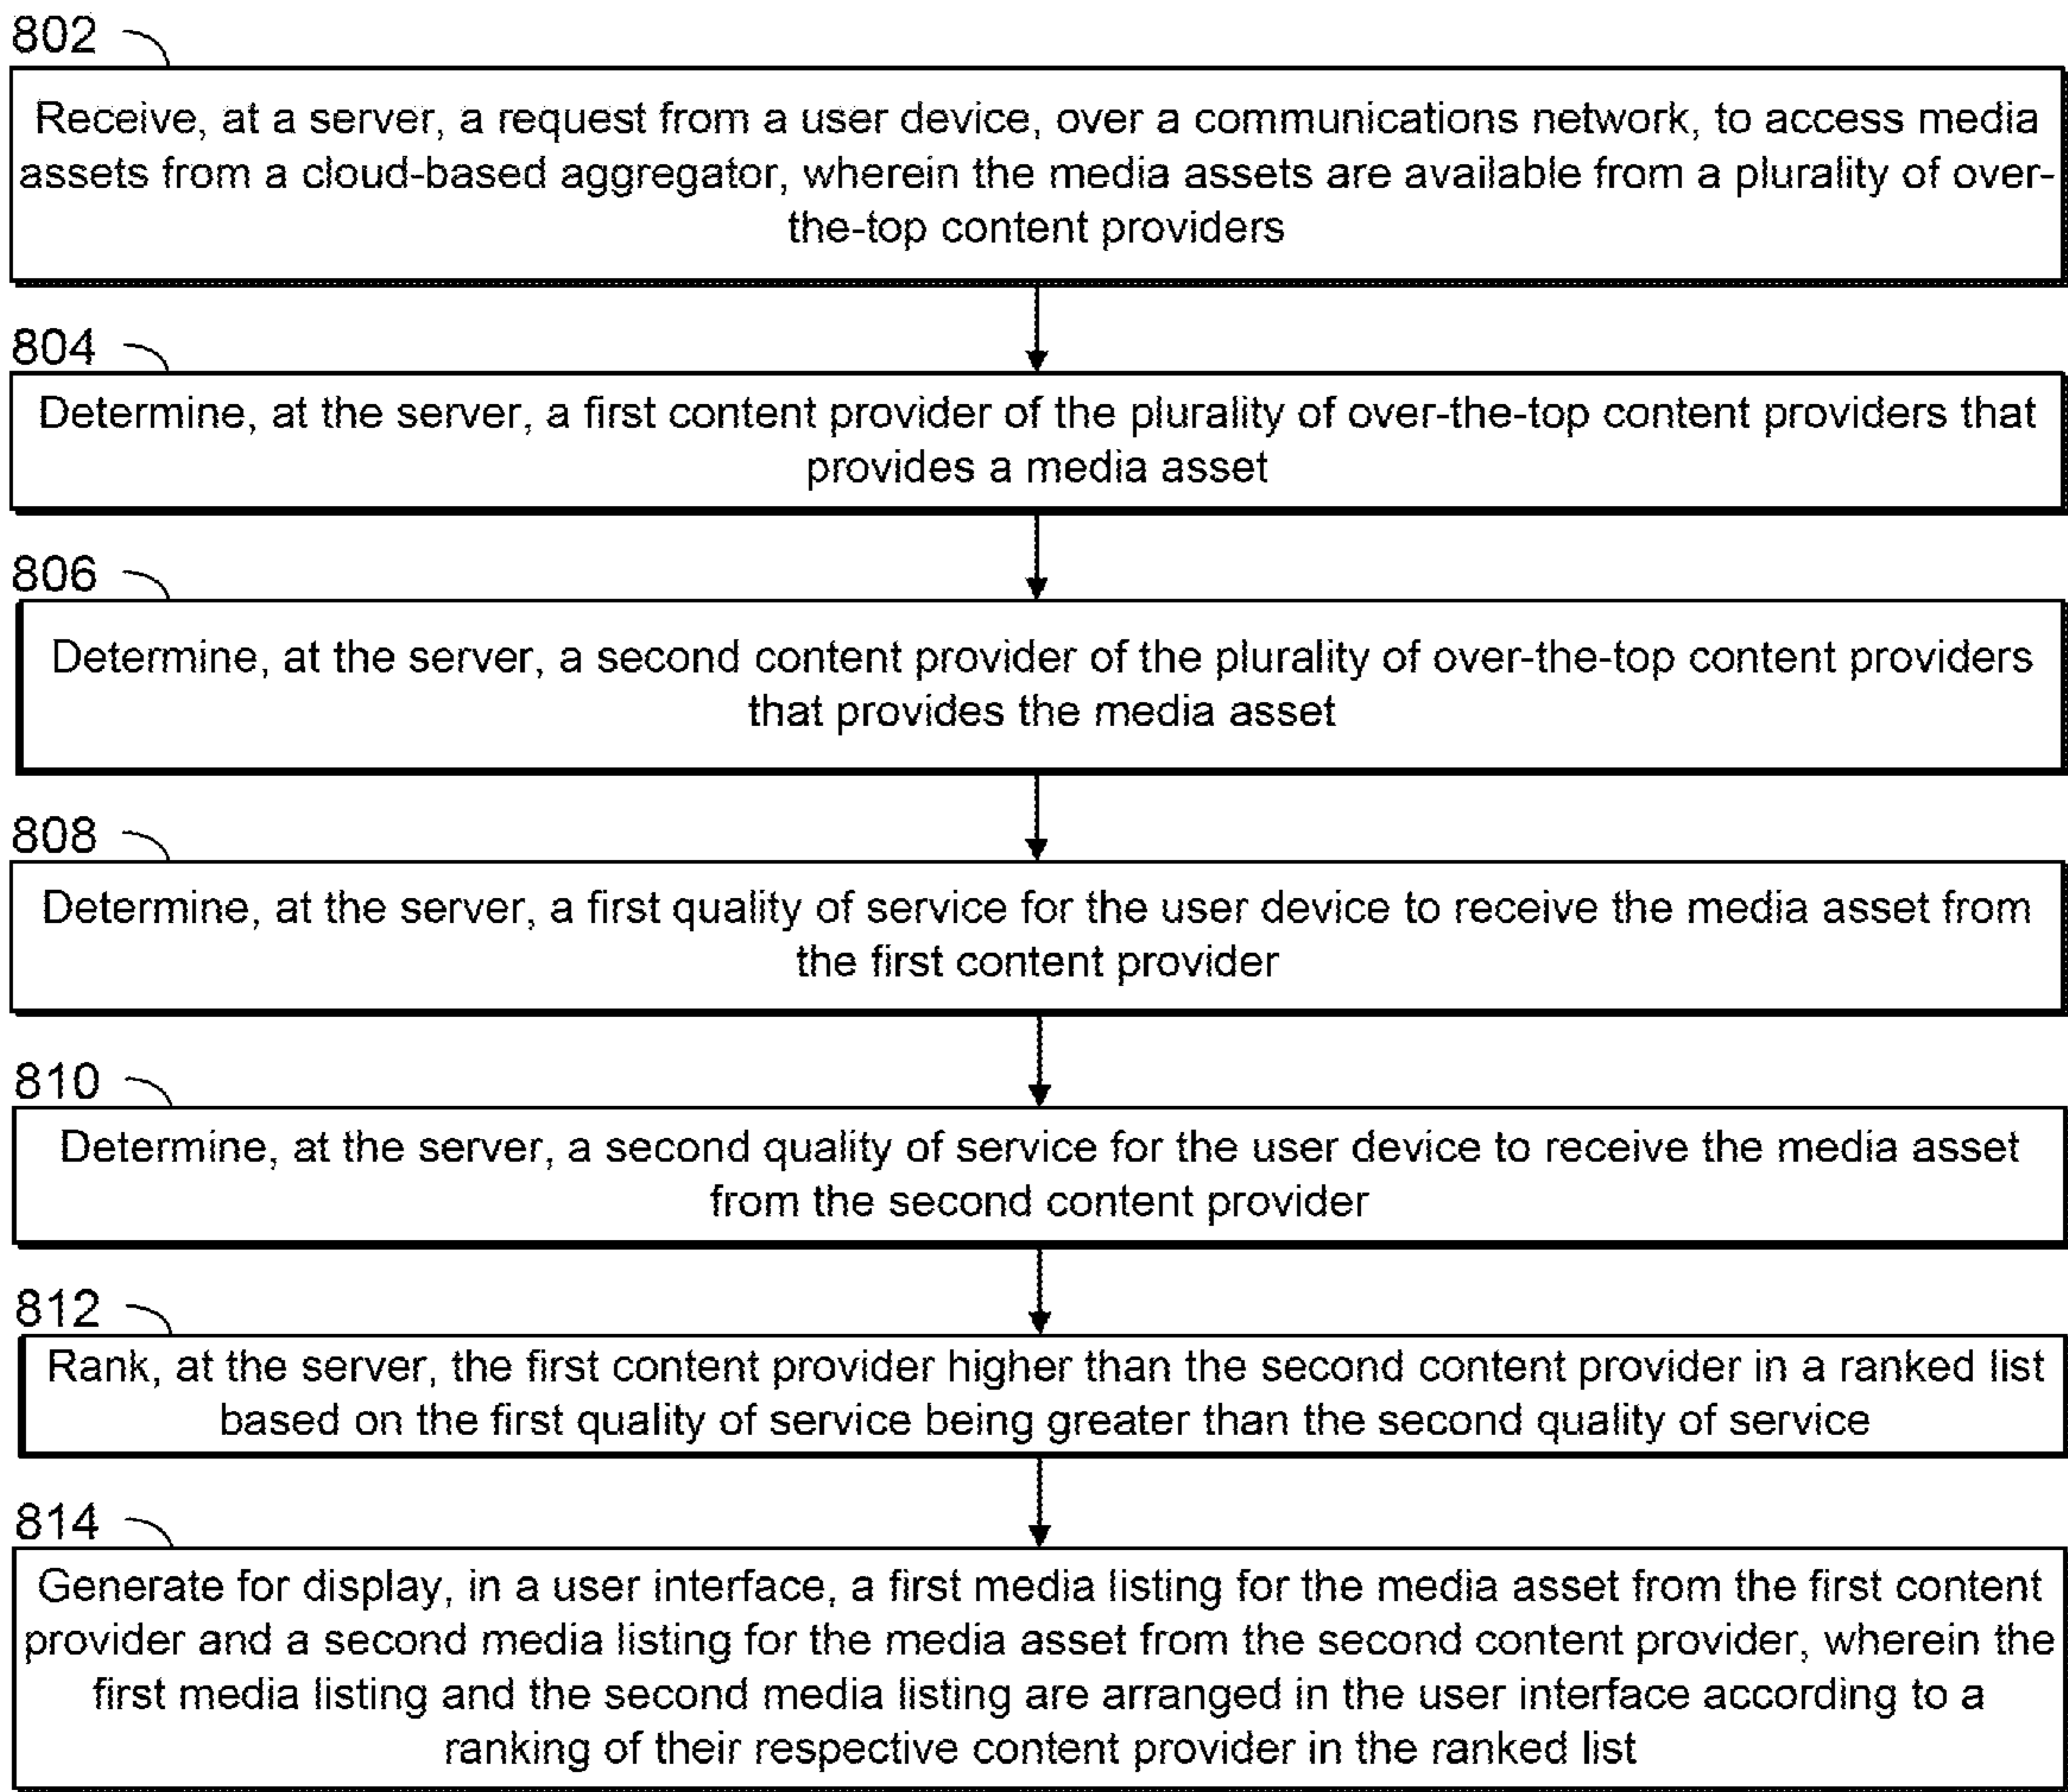 802
Receive, at a server, a request from a user device, over a communications network, to access media
assets from a cloud-based aggregator, wherein the media assets are available from a plurality of over-
the-top content providers
804
Determine, at the server, a first content provider of the plurality of over-the-top content providers that
provides a media asset
806
Determine, at the server, a second content provider of the plurality of over-the-top content providers
that provides the media asset
808
Determine, at the server, a first quality of service for the user device to receive the media asset from
the first content provider
810
Determine, at the server, a second quality of service for the user device to receive the media asset
from the second content provider
812
Rank, at the server, the first content provider higher than the second content provider in a ranked list
based on the first quality of service being greater than the second quality of service
814
Generate for display, in a user interface, a first media listing for the media asset from the first content
provider and a second media listing for the media asset from the second content provider, wherein the
first media listing and the second media listing are arranged in the user interface according to a
ranking of their respective content provider in the ranked list